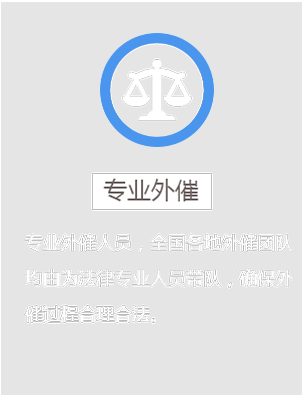 专业外催
专业外催人员，全国各地外催团队
均由为法律专业人员带队，确保外
催过程合理合法。